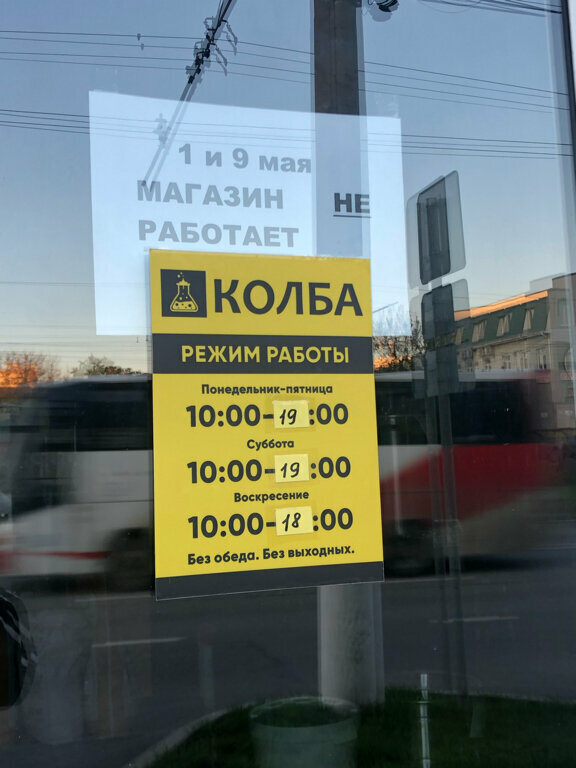 1 и 9 мая
МАГАЗИН НЕ
РАБОТАЕТ
КОЛБА
РЕЖИМ РАБОТЫ
Понедельник-пятница
10:00-19:00
Суббота
10:00-19:00
Воскресение
10:00-18:00
Без обеда. Без выходных.